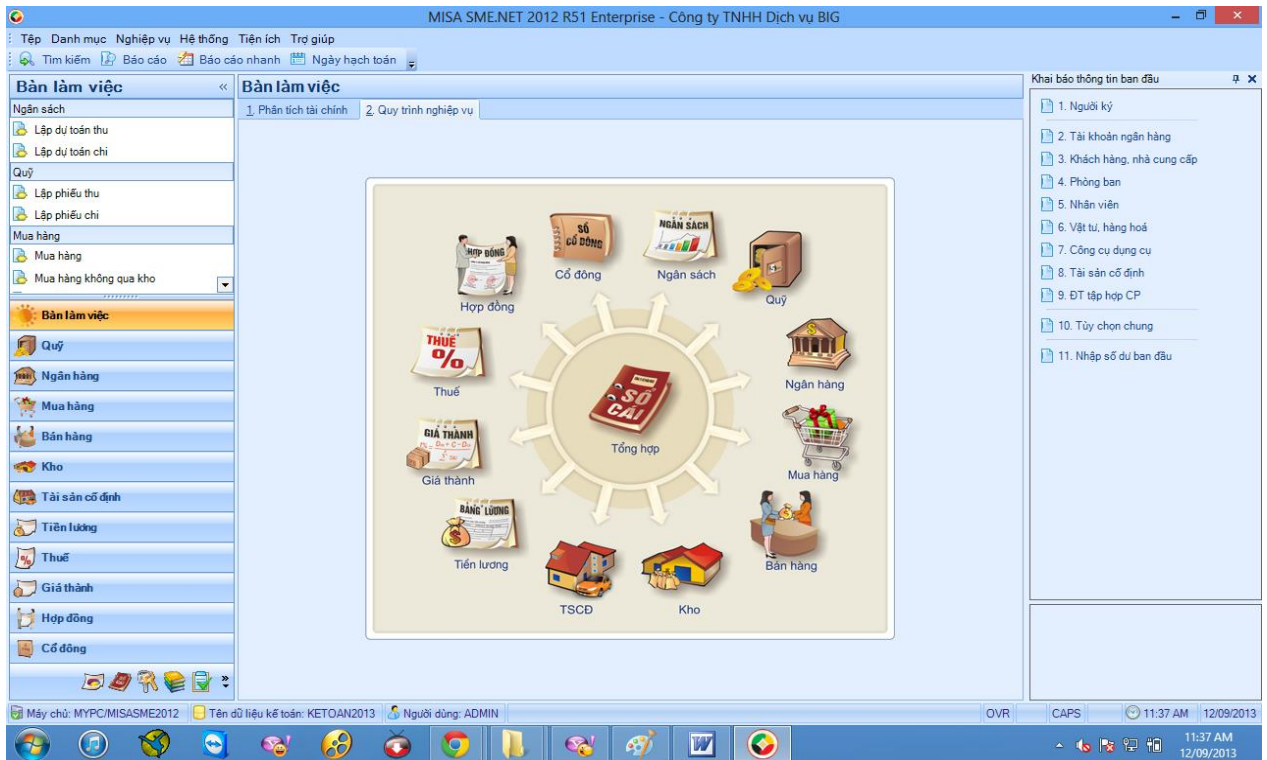 MISA SME.NET 2012 R51 Enterprise - Công ty TNHH Dịch vụ BIG
Tệp Danh mục Nghiệp vụ Hệ thống Tiện ích Trợ giúp
Tìm kiếm Báo cáo Báo cáo nhanh Ngày hạch toán
Bàn làm việc «
Ngân sách
Lập dự toán thu
Lập dự toán chi
Quỹ
Lập phiếu thu
Lập phiếu chi
Mua hàng
Mua hàng
Mua hàng không qua kho
Bàn làm việc
Quỹ
Ngân hàng
Mua hàng
Bán hàng
Kho
Tài sản cố định
Tiền lương
Thuế
Giá thành
Hợp đồng
Cổ đông
Bàn làm việc
1. Phân tích tài chính 2. Quy trình nghiệp vụ
SỔ CỔ ĐÔNG
Cổ đông
NGÂN SÁCH
Ngân sách
Quỹ
HỢP ĐỒNG
Hợp đồng
Ngân hàng
THUẾ
%
Thuế
SỔ CÁI
Tổng hợp
Mua hàng
GIÁ THÀNH
Giá thành
BẢNG LƯƠNG
Tiền lương
Bán hàng
TSCĐ
Kho
Khai báo thông tin ban đầu
1. Người ký
2. Tài khoản ngân hàng
3. Khách hàng, nhà cung cấp
4. Phòng ban
5. Nhân viên
6. Vật tư, hàng hoá
7. Công cụ dụng cụ
8. Tài sản cố định
9. ĐT tập hợp CP
10. Tùy chọn chung
11. Nhập số dư ban đầu
Máy chủ: MYPC/MISASME2012 Tên dữ liệu kế toán: KETOAN2013 Người dùng: ADMIN OVR CAPS 11:37 AM 12/09/2013
11:37 AM
12/09/2013